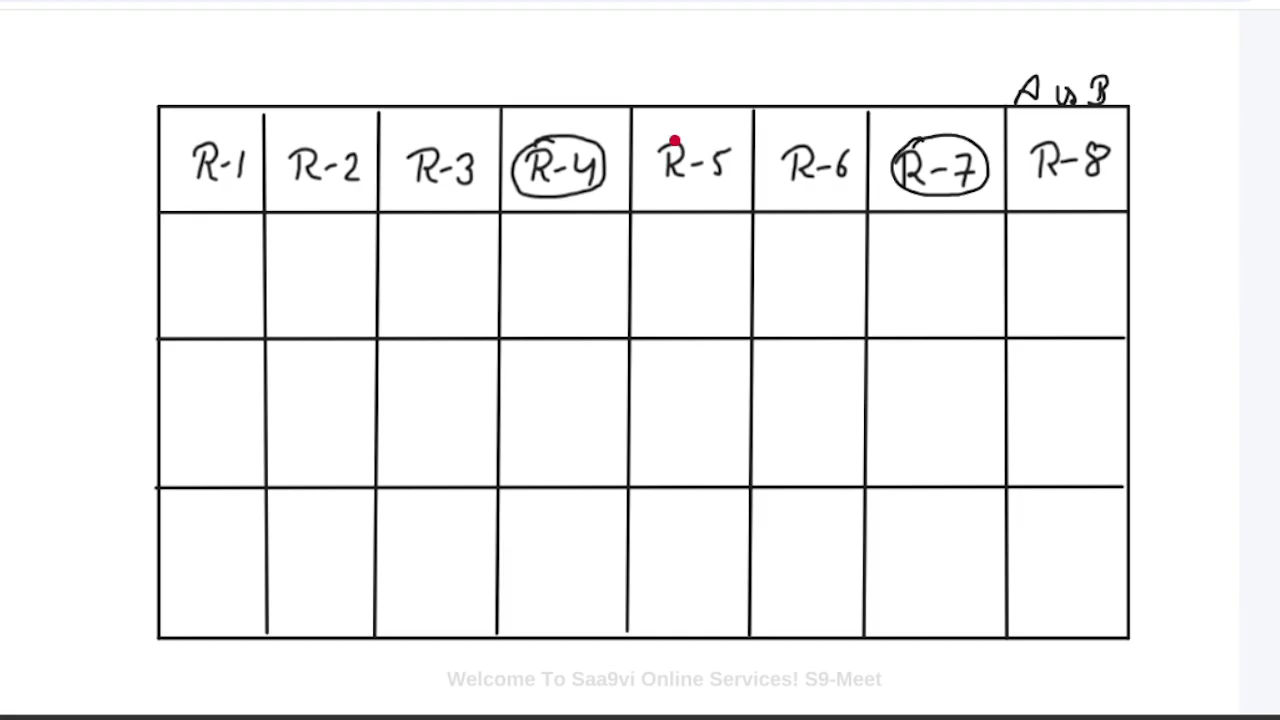 A vs B
R-1 R-2 R-3 R-4 R-5 R-6 R-7 R-8
Welcome To Saa9vi Online Services! S9-Meet